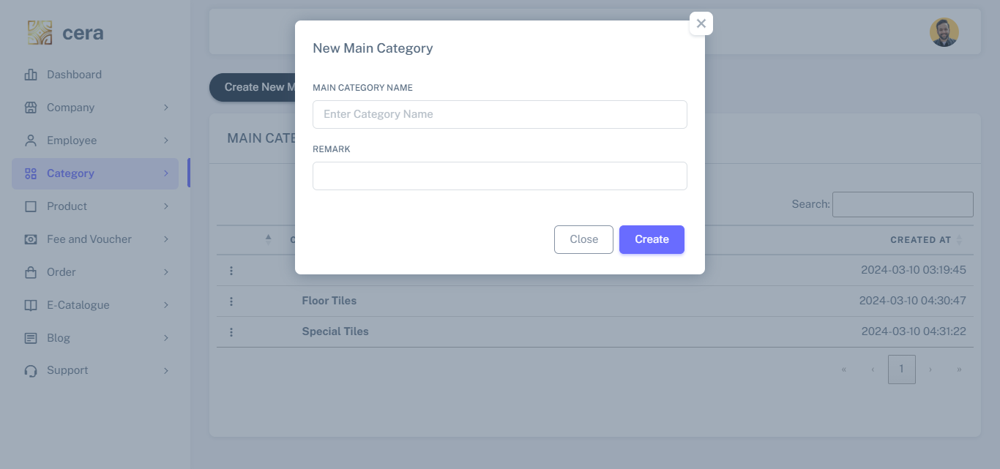 cera
Dashboard
Company
Employee
Category
Product
Fee and Voucher
Order
E-Catalogue
Blog
Support
Create New M
MAIN CATE
New Main Category
MAIN CATEGORY NAME
Enter Category Name
REMARK
Close
Create
Search:
CREATED AT
2024-03-10 03:19:45
Floor Tiles 2024-03-10 04:30:47
Special Tiles 2024-03-10 04:31:22
« ‹ 1 › »